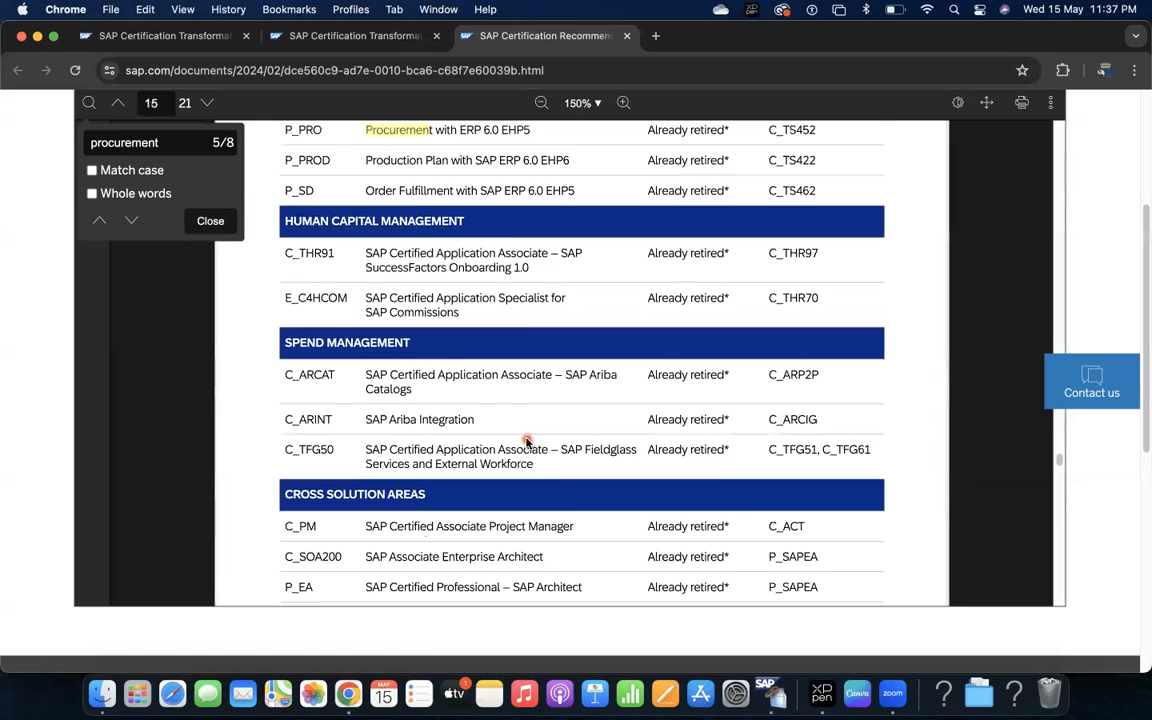 Chrome File Edit View History Bookmarks Profiles Tab Window Help Wed 15 May 11:37 PM
SAP Certification Transforma SAP Certification Transforma SAP Certification Recommen
sap.com/documents/2024/02/dce560c9-ad7e-0010-bca6-c68f7e60039b.html
15 21 150%
procurement 5/8
Match case
Whole words
Close
P_PRO Procurement with ERP 6.0 EHP5 Already retired* C_TS452
P_PROD Production Plan with SAP ERP 6.0 EHP6 Already retired* C_TS422
P_SD Order Fulfillment with SAP ERP 6.0 EHP5 Already retired* C_TS462
HUMAN CAPITAL MANAGEMENT
C_THR91 SAP Certified Application Associate – SAP Already retired* C_THR97
SuccessFactors Onboarding 1.0
E_C4HCOM SAP Certified Application Specialist for Already retired* C_THR70
SAP Commissions
SPEND MANAGEMENT
C_ARCAT SAP Certified Application Associate – SAP Ariba Already retired* C_ARP2P
Catalogs
C_ARINT SAP Ariba Integration Already retired* C_ARCIG
C_TFG50 SAP Certified Application Associate – SAP Fieldglass Already retired* C_TFG51, C_TFG61
Services and External Workforce
CROSS SOLUTION AREAS
C_PM SAP Certified Associate Project Manager Already retired* C_ACT
C_SOA200 SAP Associate Enterprise Architect Already retired* P_SAPEA
P_EA SAP Certified Professional – SAP Architect Already retired* P_SAPEA
Contact us
MAY
15
tv
1
SAP
XP
PEN
Canva
zoom